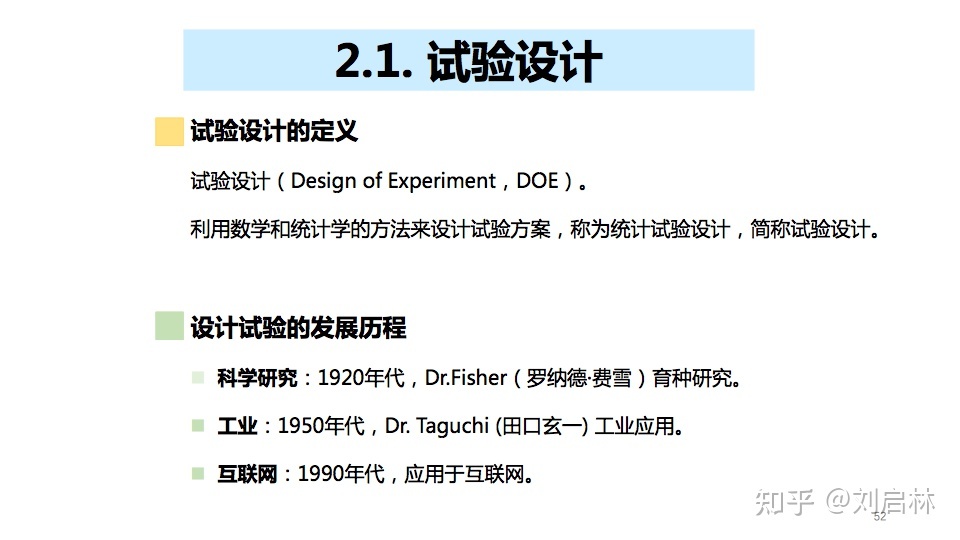 2.1. 试验设计
试验设计的定义
试验设计（Design of Experiment，DOE）。
利用数学和统计学的方法来设计试验方案，称为统计试验设计，简称试验设计。
设计试验的发展历程
科学研究：1920年代，Dr.Fisher（罗纳德·费雪）育种研究。
工业：1950年代，Dr. Taguchi (田口玄一) 工业应用。
互联网：1990年代，应用于互联网。
知乎 @刘启林
52